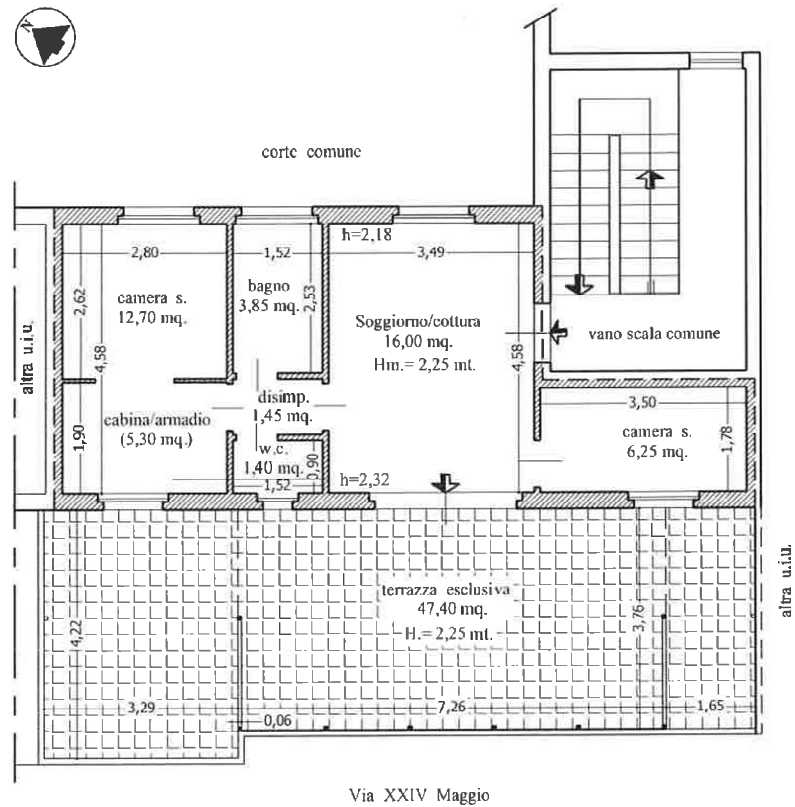 N
corte comune
h=2,18
2,80
1,52
3,49
camera s.
12,70 mq.
bagno
3,85 mq.
2,62
2,53
4,58
Soggiorno/cottura
16,00 mq.
Hm.= 2,25 mt.
4,58
vano scala comune
altra u.i.u.
disimp.
1,45 mq.
cabina/armadio
(5,30 mq.)
1,90
w.c.
1,40 mq.
0,90
1,52
h=2,32
3,50
camera s.
6,25 mq.
1,78
altra u.i.u.
terrazza esclusiva
47,40 mq.
H.= 2,25 mt.
4,22
3,76
3,29
0,06
7,26
1,65
Via XXIV Maggio